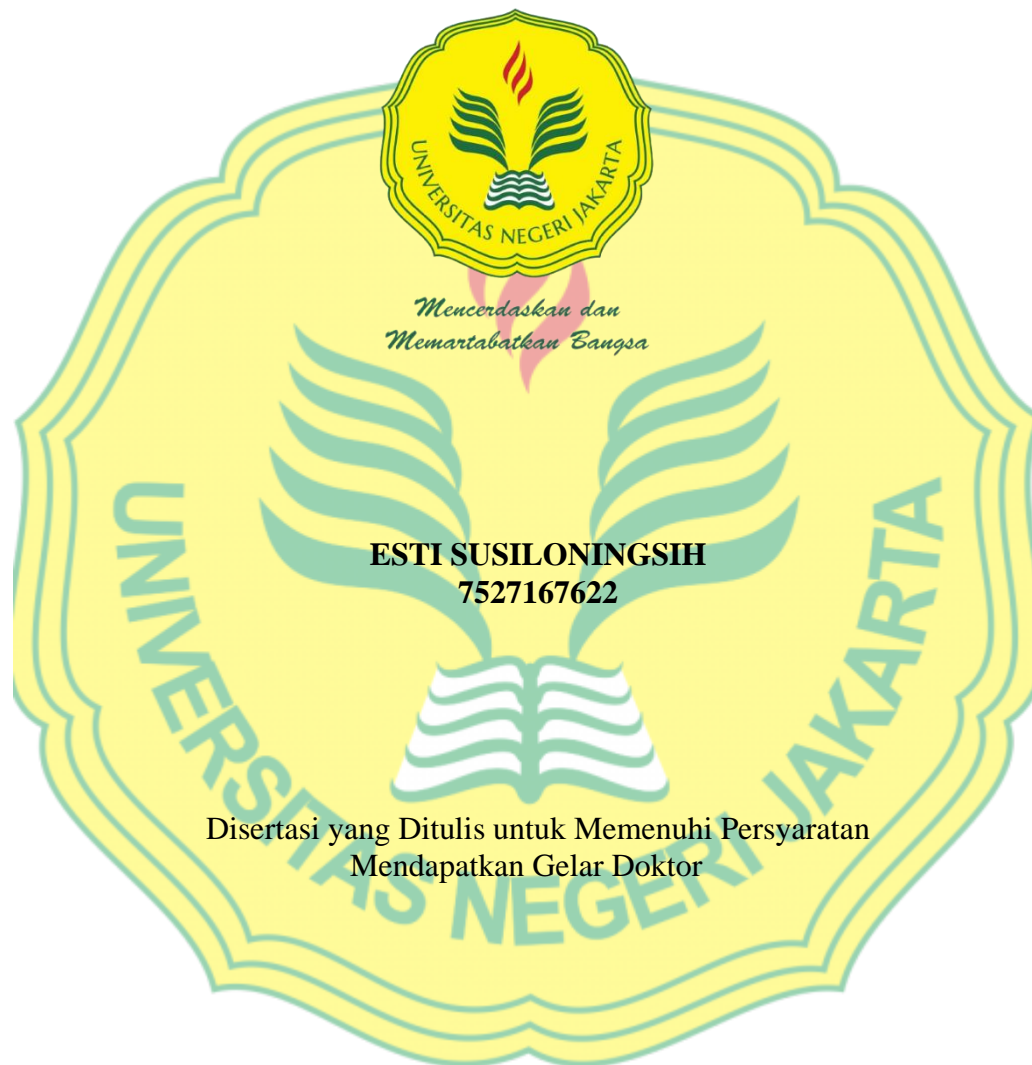 UNIVERSITAS NEGERI JAKARTA
Mencerdaskan dan
Memartabatkan Bangsa
ESTI SUSILONINGSIH
7527167622
Disertasi yang Ditulis untuk Memenuhi Persyaratan
Mendapatkan Gelar Doktor
UNIVERSITAS NEGERI JAKARTA